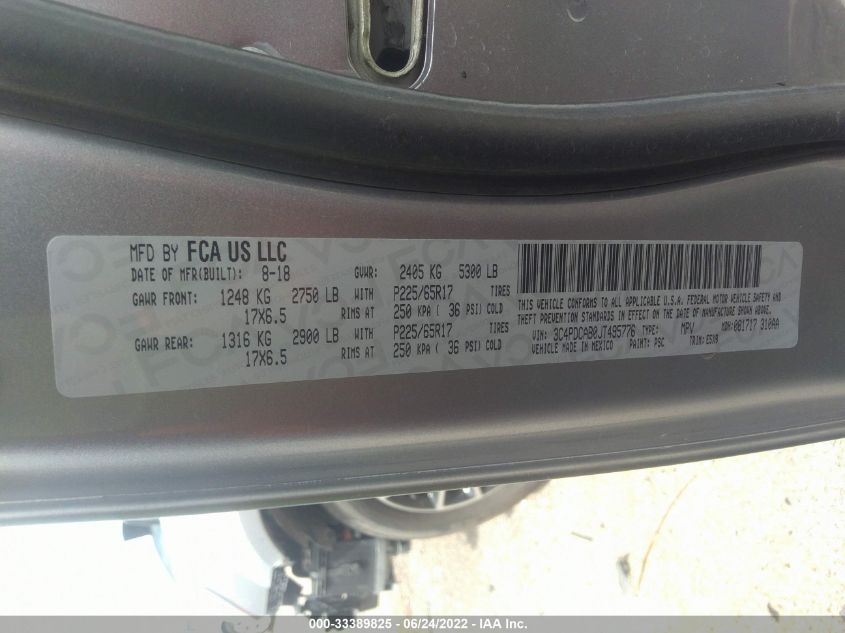 MFD BY FCA US LLC
DATE OF MFR(BUILT): 8-18 GVWR: 2405 KG 5300 LB
GAWR FRONT: 1248 KG 2750 LB WITH P225/65R17 TIRES
17X6.5 RIMS AT 250 KPA ( 36 PSI) COLD
GAWR REAR: 1316 KG 2900 LB WITH P225/65R17 TIRES
17X6.5 RIMS AT 250 KPA ( 36 PSI) COLD
THIS VEHICLE CONFORMS TO ALL APPLICABLE U.S.A. FEDERAL MOTOR VEHICLE SAFETY AND
THEFT PREVENTION STANDARDS IN EFFECT ON THE DATE OF MANUFACTURE SHOWN ABOVE.
VIN: 3C4PDCAB0JT495776 TYPE: MPV MDH: 081717 310AA
VEHICLE MADE IN MEXICO PAINT: PSC TRIM:
000-33389825 - 06/24/2022 - IAA Inc.